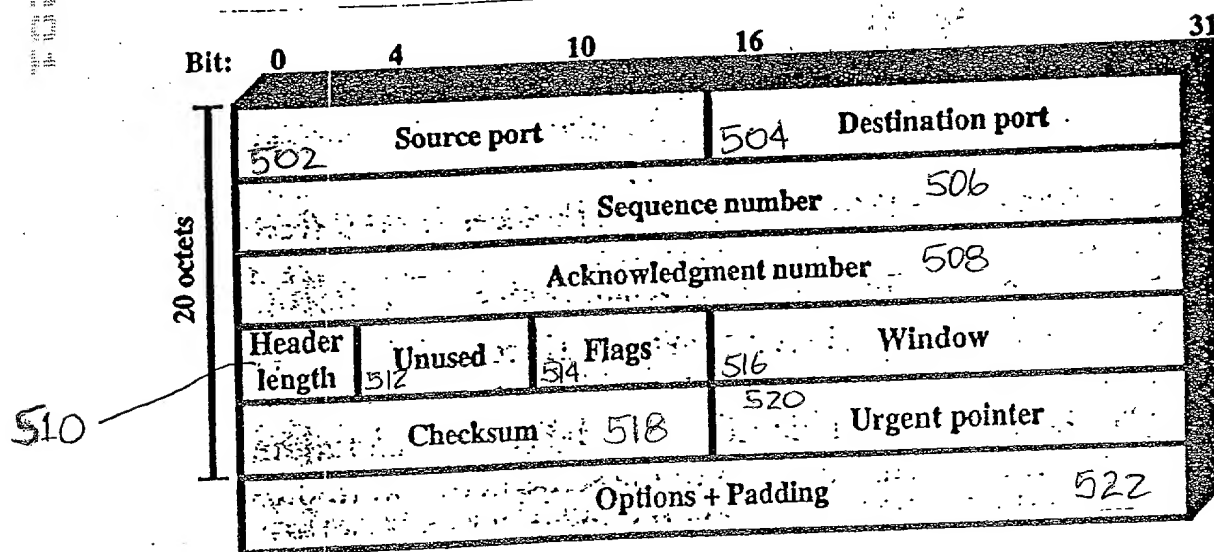 Bit: 0 4 10 16 31
Source port 502 504 Destination port
Sequence number 506
20 octets
Acknowledgment number 508
Header length 510 Unused 512 Flags 514 516 Window
Checksum 518 520 Urgent pointer
Options + Padding 522